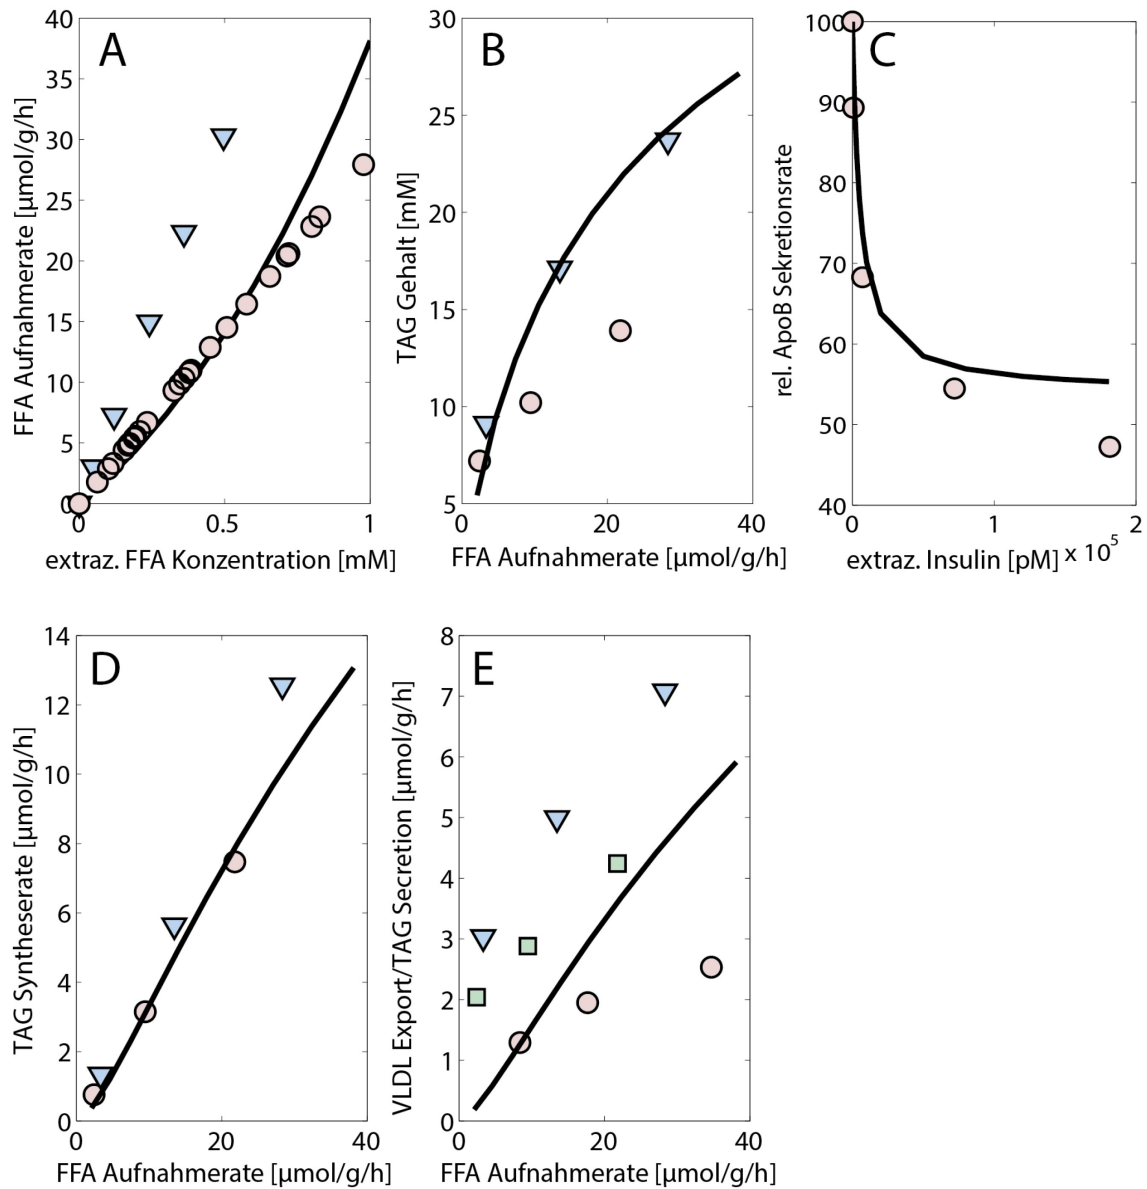 A
FFA Aufnahmerate [µmol/g/h]
40
35
30
25
20
15
10
5
0
0 0.5 1
extraz. FFA Konzentration [mM]
B
TAG Gehalt [mM]
30
25
20
15
10
5
0 20 40
FFA Aufnahmerate [µmol/g/h]
C
rel. ApoB Sekretionsrate
100
90
80
70
60
50
40
0 1 2
extraz. Insulin [pM] x 10^5
D
TAG Syntheserate [µmol/g/h]
14
12
10
8
6
4
2
0
0 20 40
FFA Aufnahmerate [µmol/g/h]
E
VLDL Export/TAG Secretion [µmol/g/h]
8
7
6
5
4
3
2
1
0
0 20 40
FFA Aufnahmerate [µmol/g/h]